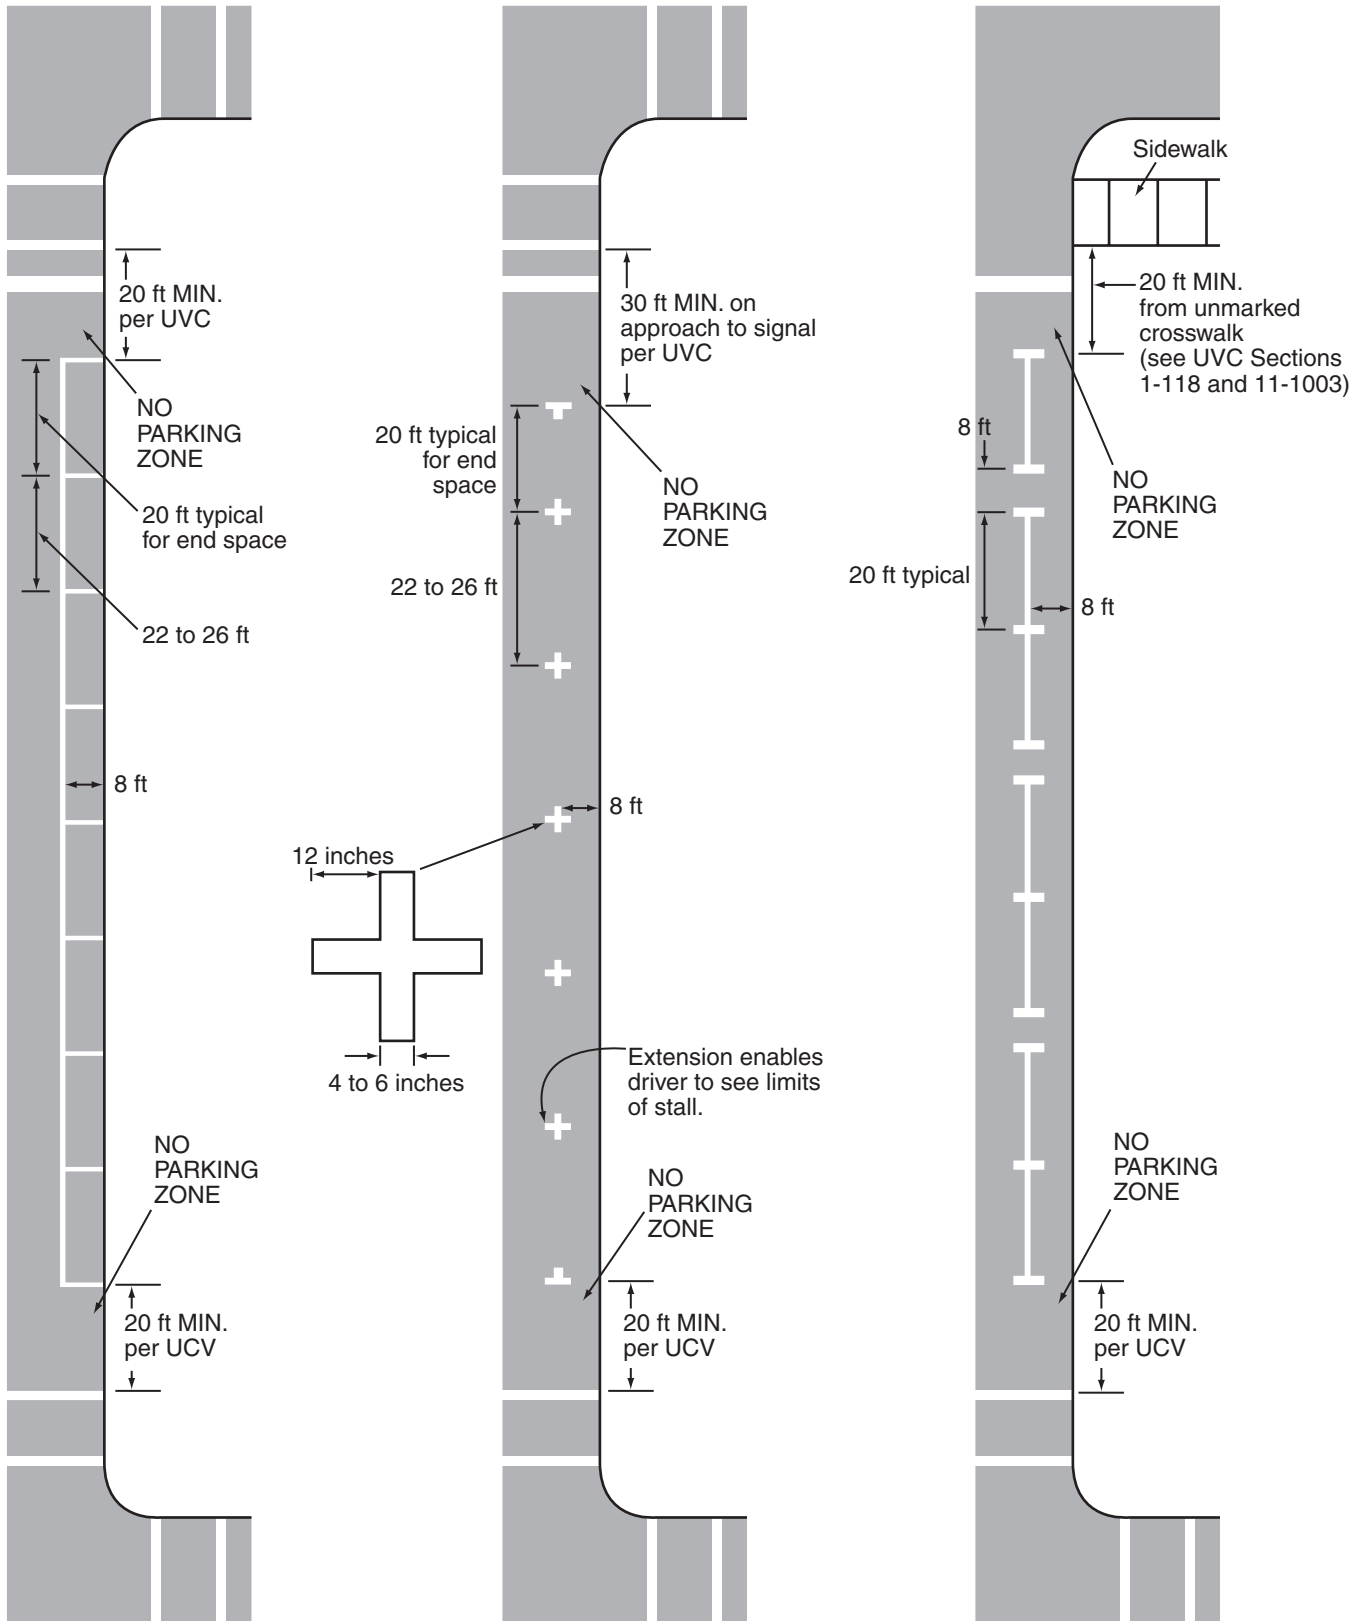 20 ft MIN.
per UVC
NO
PARKING
ZONE
20 ft typical
for end space
22 to 26 ft
8 ft
NO
PARKING
ZONE
20 ft MIN.
per UCV
30 ft MIN. on
approach to signal
per UVC
20 ft typical
for end
space
NO
PARKING
ZONE
22 to 26 ft
8 ft
12 inches
4 to 6 inches
Extension enables
driver to see limits
of stall.
NO
PARKING
ZONE
20 ft MIN.
per UCV
Sidewalk
20 ft MIN.
from unmarked
crosswalk
(see UVC Sections
1-118 and 11-1003)
8 ft
NO
PARKING
ZONE
20 ft typical
8 ft
NO
PARKING
ZONE
20 ft MIN.
per UCV